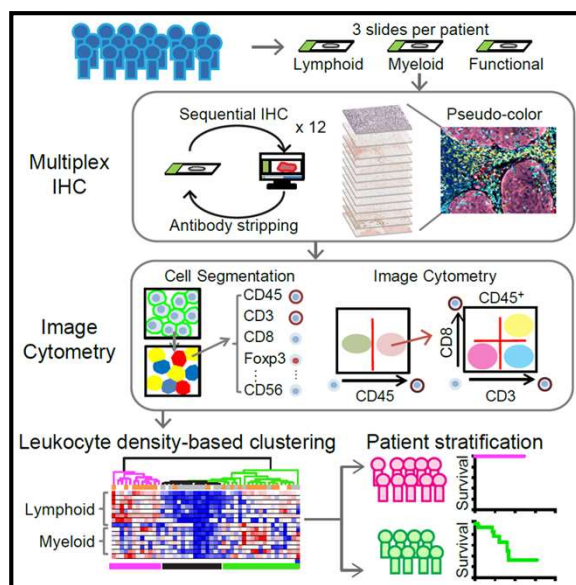 3 slides per patient
Lymphoid Myeloid Functional
Multiplex
IHC
Sequential IHC
x 12
Antibody stripping
Pseudo-color
Image
Cytometry
Cell Segmentation
CD45
CD3
CD8
Foxp3
CD56
Image Cytometry
CD45+
CD8
CD45
CD3
Leukocyte density-based clustering
Lymphoid
Myeloid
Patient stratification
Survival
Survival